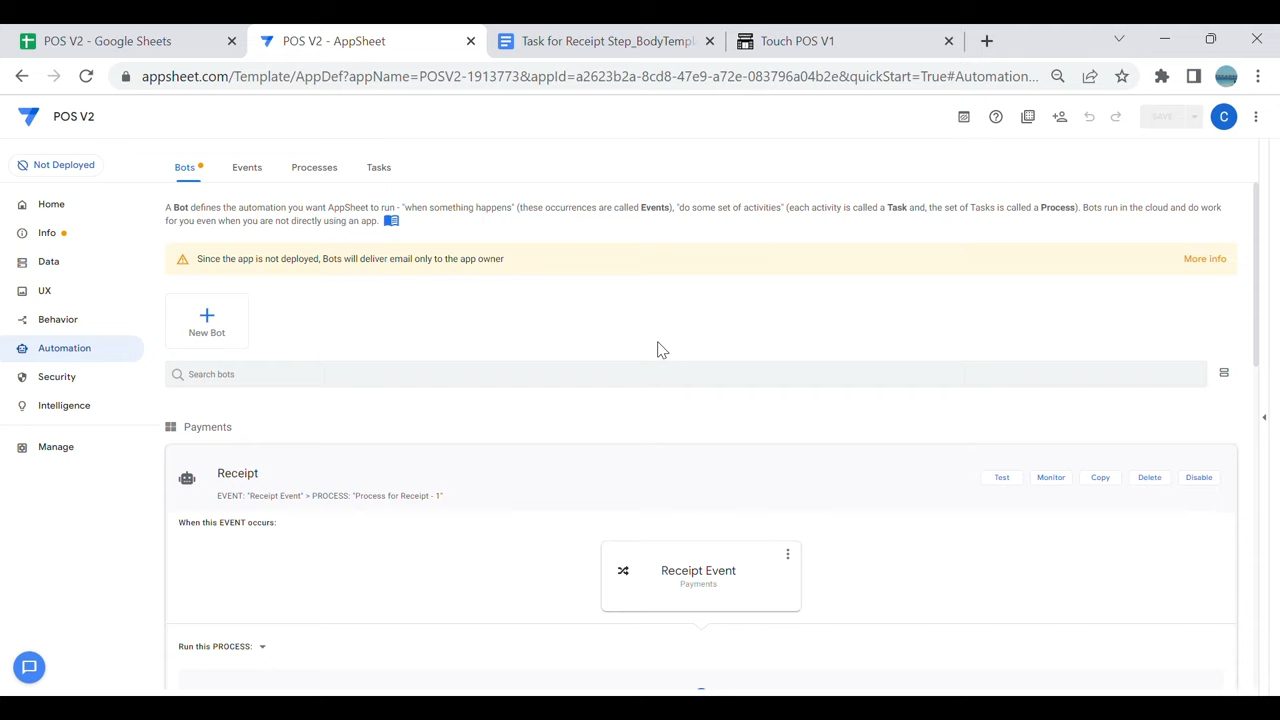 POS V2 - Google Sheets
POS V2 - AppSheet
Task for Receipt Step_BodyTempl
Touch POS V1
appsheet.com/Template/AppDef?appName=POSV2-1913773&appId=a2623b2a-8cd8-47e9-a72e-083796a04b2e&quickStart=True#Automation...
POS V2
SAVE
C
Not Deployed
Bots
Events
Processes
Tasks
A Bot defines the automation you want AppSheet to run - "when something happens" (these occurrences are called Events), "do some set of activities" (each activity is called a Task and, the set of Tasks is called a Process). Bots run in the cloud and do work
for you even when you are not directly using an app.
Home
Info
Data
UX
Behavior
Automation
Security
Intelligence
Manage
Since the app is not deployed, Bots will deliver email only to the app owner
More info
New Bot
Search bots
Payments
Receipt
EVENT: "Receipt Event" > PROCESS: "Process for Receipt - 1"
Test
Monitor
Copy
Delete
Disable
When this EVENT occurs:
Receipt Event
Payments
Run this PROCESS: